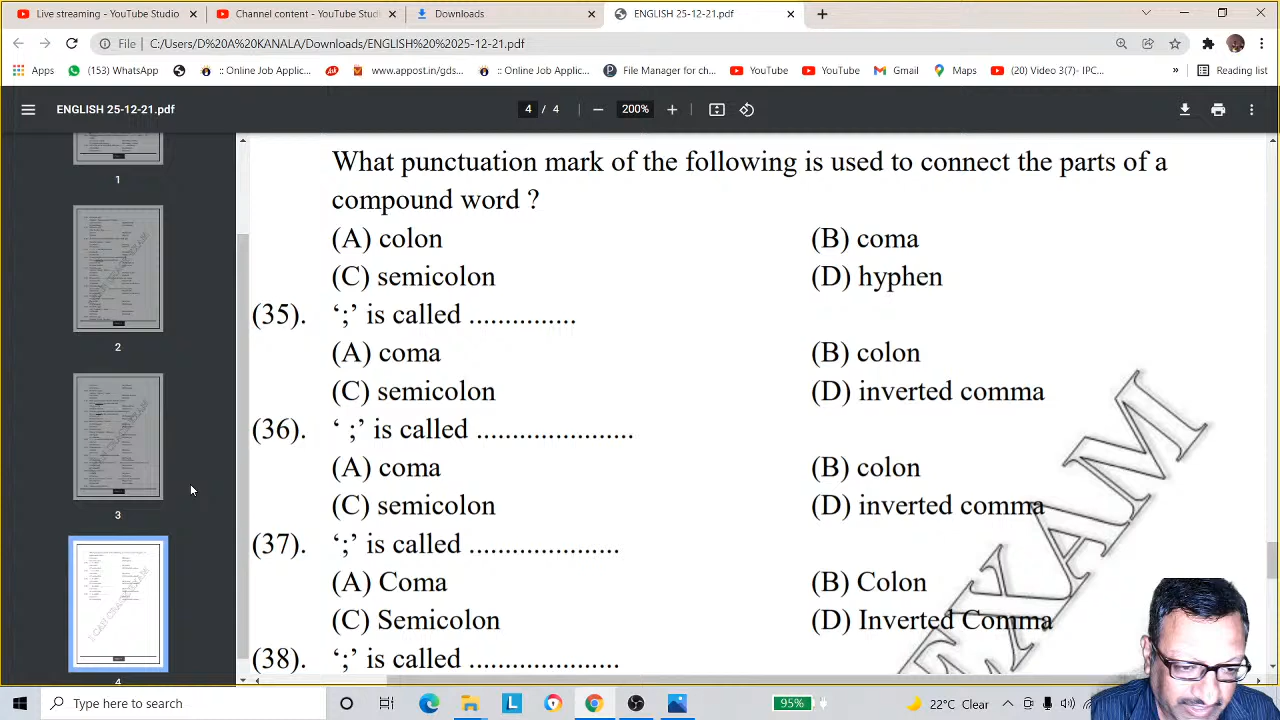 Live streaming - YouTube Studio
Channel content - YouTube Studio
Downloads
ENGLISH 25-12-21.pdf
File C:/Users/D%20A%20KANALA/Downloads/ENGLISH%20%2025-12-21.pdf
Apps (153) WhatsApp :: Online Job Applic... www.appost.in/gds... :: Online Job Applic... File Manager for ch... YouTube YouTube Gmail Maps (20) Video 3(7)- IPC... » Reading list
ENGLISH 25-12-21.pdf 4 / 4 200%
1
2
3
4
What punctuation mark of the following is used to connect the parts of a
compound word ?
(A) colon (B) coma
(C) semicolon (D) hyphen
(35). ‘;’ is called ...............
(A) coma (B) colon
(C) semicolon (D) inverted comma
(36). ‘ ;’ is called ......................
(A) coma (B) colon
(C) semicolon (D) inverted comma
(37). ‘;’ is called .....................
(A) Coma (B) Colon
(C) Semicolon (D) Inverted Comma
(38). ‘;’ is called .....................
EXAM
Type here to search
95%
22°C Clear